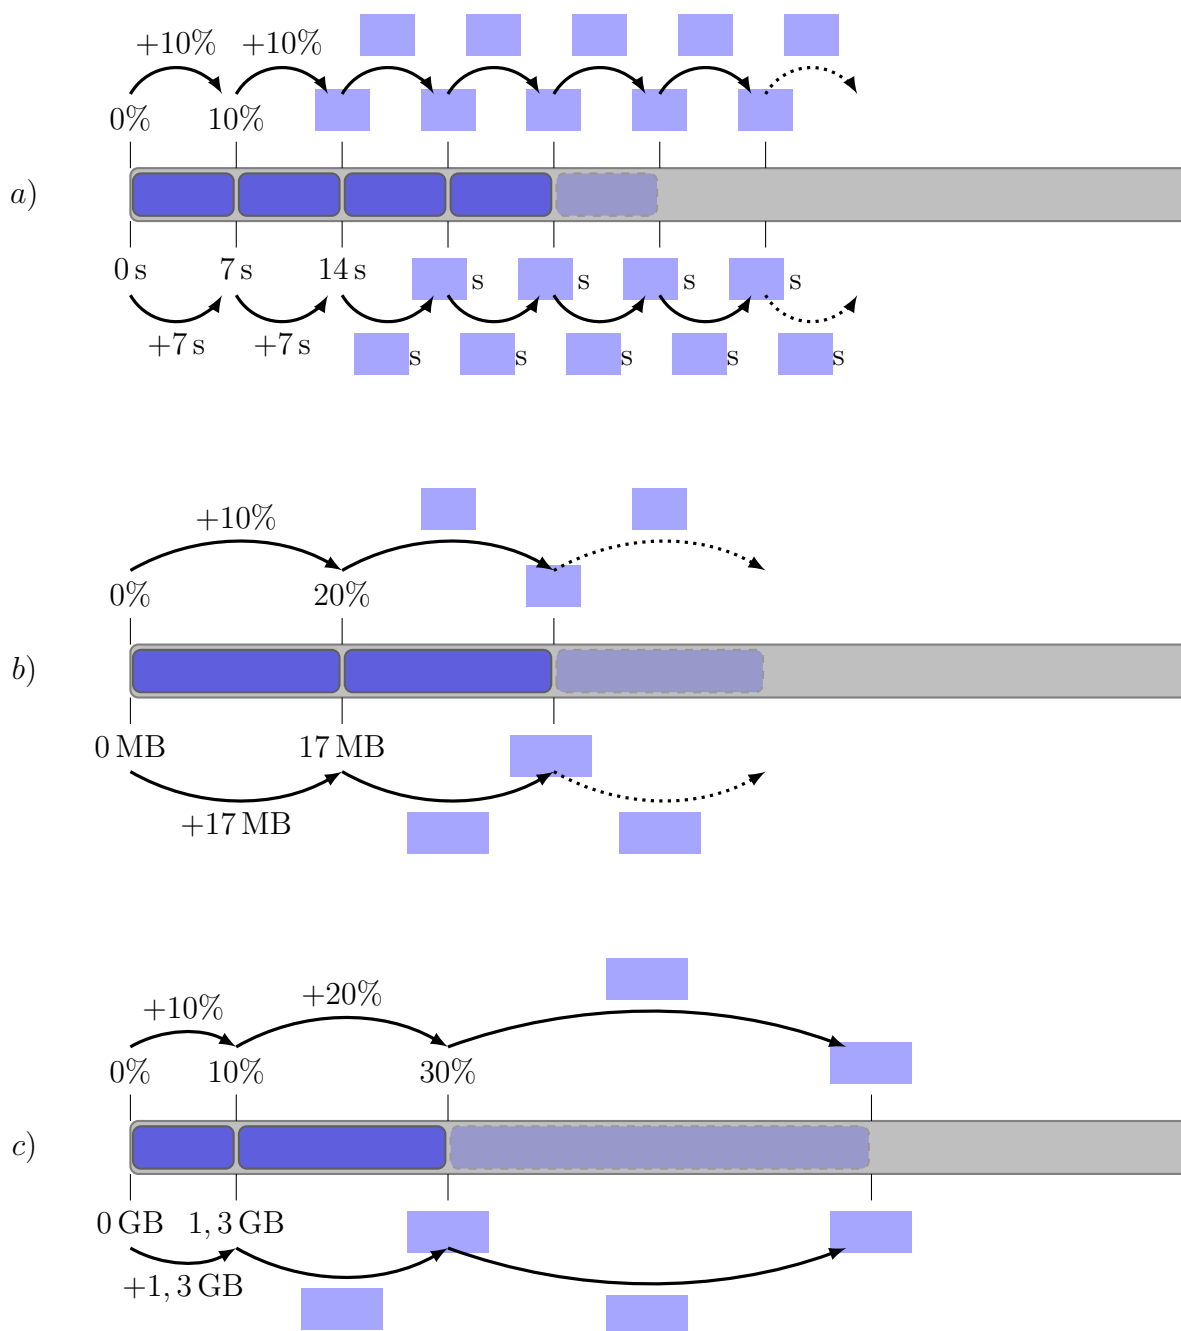 +10% +10%
0% 10%
a)
0 s 7 s 14 s s s s s
+7 s +7 s s s s s s
+10%
0% 20%
b)
0 MB 17 MB
+17 MB
+10% +20%
0% 10% 30%
c)
0 GB 1, 3 GB
+1, 3 GB